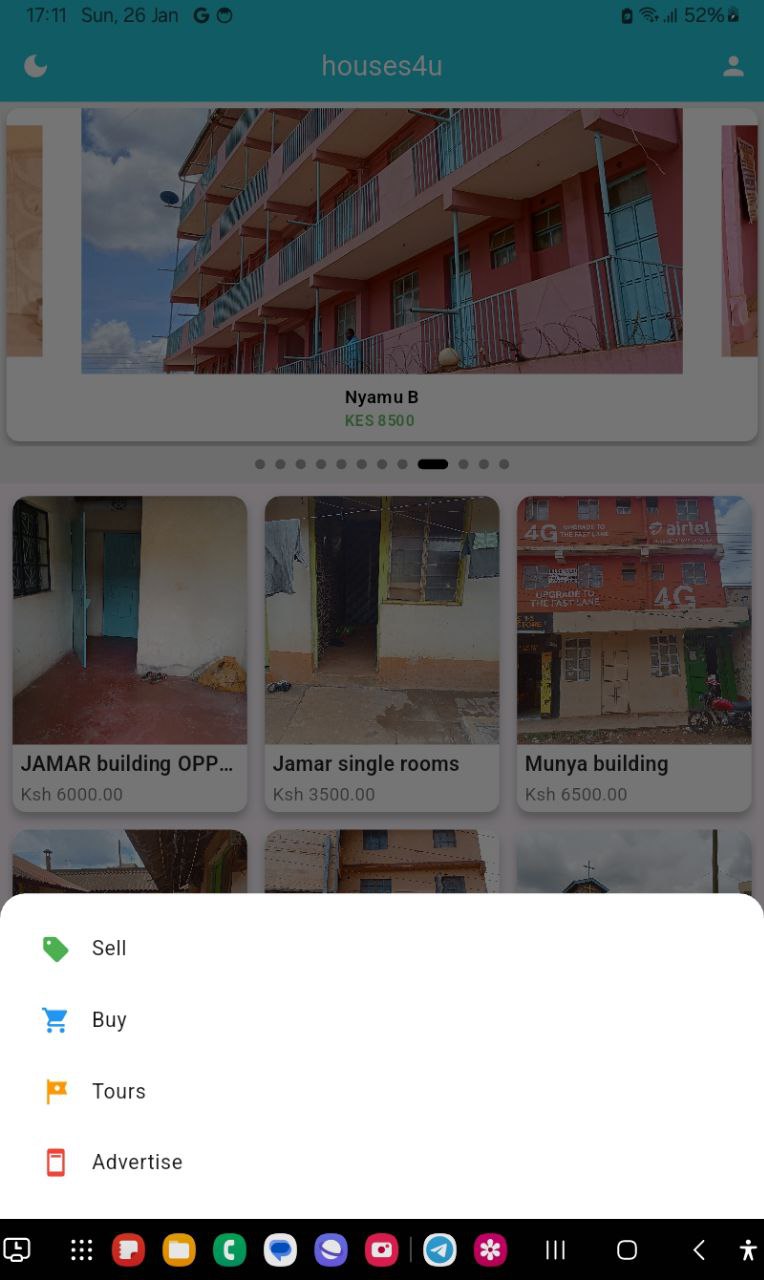 17:11 Sun, 26 Jan G 52%
houses4u
Nyamu B
KES 8500
4G UPGRADE TO
THE FAST LANE
airtel
UPGRADE TO
THE FAST LANE
4G
JAMAR building OPP...
Ksh 6000.00
Jamar single rooms
Ksh 3500.00
Munya building
Ksh 6500.00
Sell
Buy
Tours
Advertise